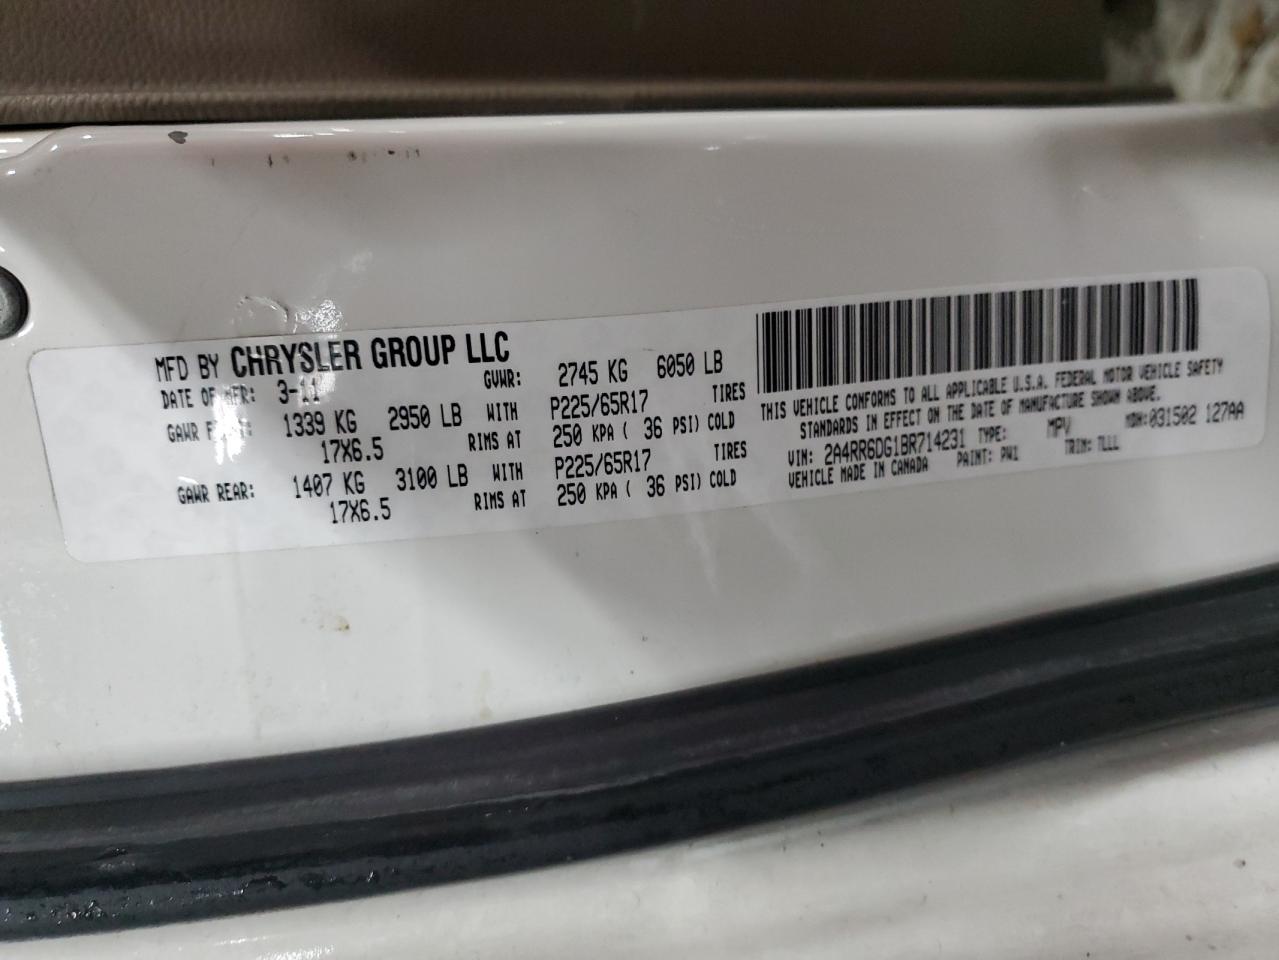 MFD BY CHRYSLER GROUP LLC
DATE OF MFR: 3-11 GVWR: 2745 KG 6050 LB
GAWR FRONT: 1339 KG 2950 LB WITH P225/65R17 TIRES
17X6.5 RIMS AT 250 KPA ( 36 PSI) COLD
GAWR REAR: 1407 KG 3100 LB WITH P225/65R17 TIRES
17X6.5 RIMS AT 250 KPA ( 36 PSI) COLD
THIS VEHICLE CONFORMS TO ALL APPLICABLE U.S.A. FEDERAL MOTOR VEHICLE SAFETY
STANDARDS IN EFFECT ON THE DATE OF MANUFACTURE SHOWN ABOVE.
VIN: 2A4RR6DG1BR714231 TYPE: MPV MDH:031502 127AA
VEHICLE MADE IN CANADA PAINT: PW1 TRIM: TLLL